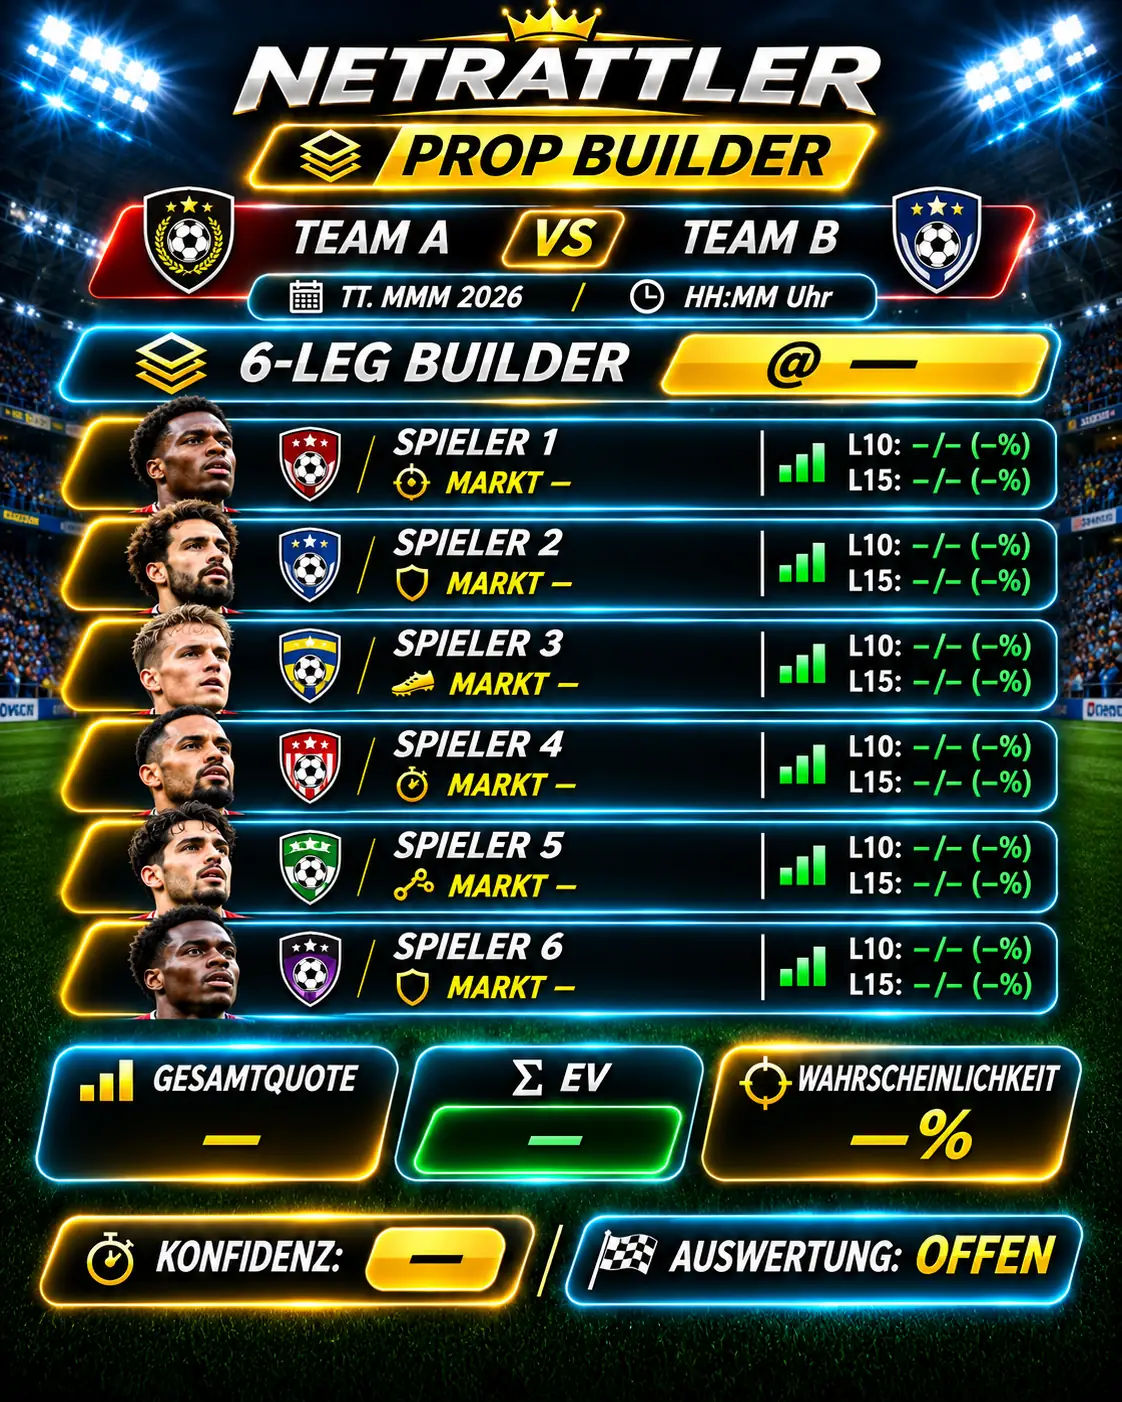 NETRATTLER
PROP BUILDER
TEAM A VS TEAM B
TT. MMM 2026 / HH:MM Uhr
6-LEG BUILDER @ —
SPIELER 1
MARKT –
L10: –/– (–%)
L15: –/– (–%)
SPIELER 2
MARKT –
L10: –/– (–%)
L15: –/– (–%)
SPIELER 3
MARKT –
L10: –/– (–%)
L15: –/– (–%)
SPIELER 4
MARKT –
L10: –/– (–%)
L15: –/– (–%)
SPIELER 5
MARKT –
L10: –/– (–%)
L15: –/– (–%)
SPIELER 6
MARKT –
L10: –/– (–%)
L15: –/– (–%)
GESAMTQUOTE
—
Σ EV
—
WAHRSCHEINLICHKEIT
—%
KONFIDENZ: —
AUSWERTUNG: OFFEN